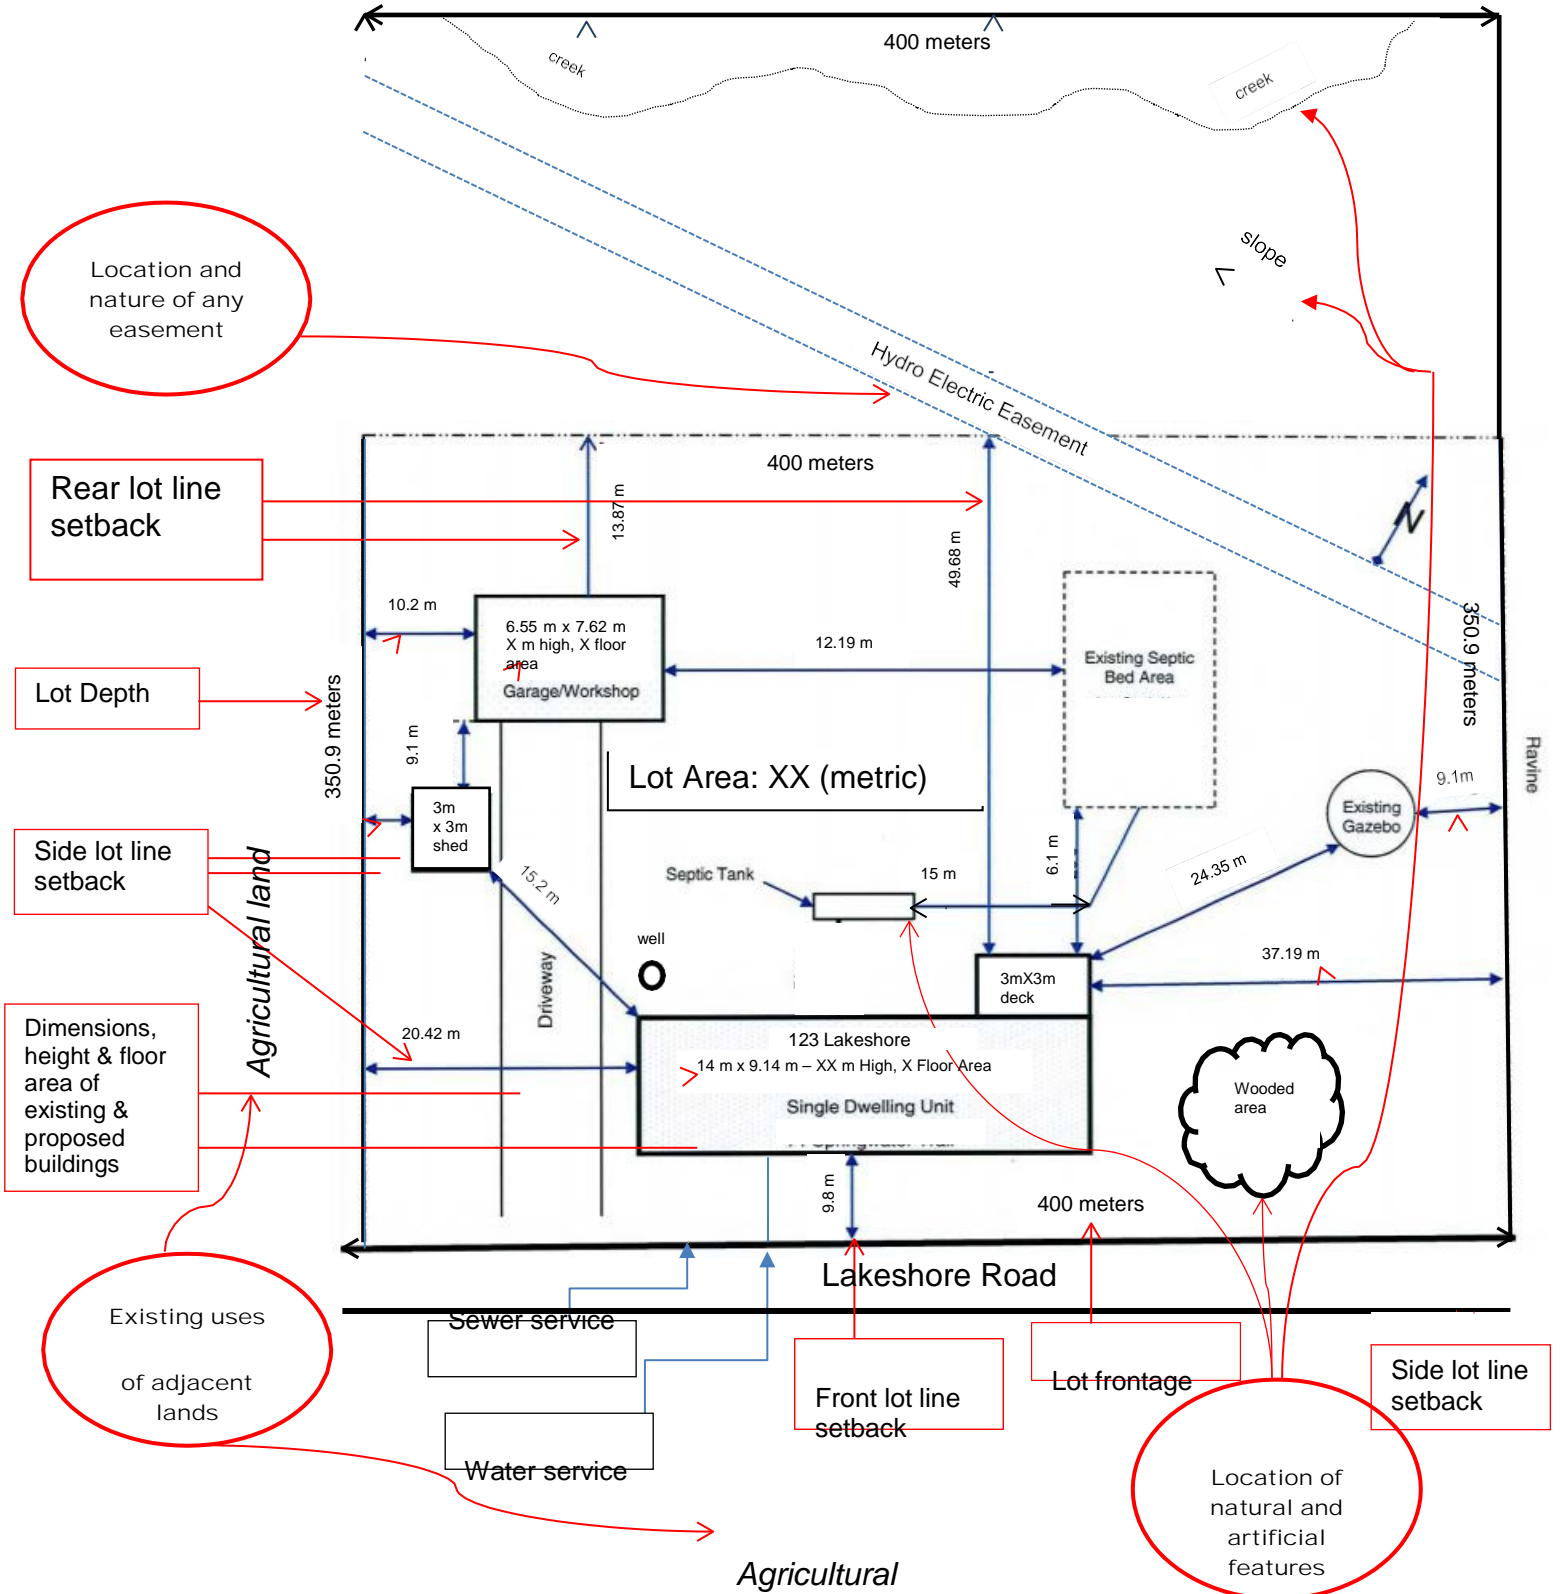 400 meters
creek
creek
slope
Location and
nature of any
easement
Hydro Electric Easement
400 meters
Rear lot line
setback
13.87 m
49.68 m
N
10.2 m
6.55 m x 7.62 m
X m high, X floor
area
Garage/Workshop
12.19 m
Existing Septic
Bed Area
350.9 meters
Lot Depth
350.9 meters
9.1 m
Lot Area: XX (metric)
Ravine
9.1m
3m
x 3m
shed
Existing
Gazebo
Side lot line
setback
Agricultural land
15.2 m
Septic Tank
15 m
6.1 m
24.35 m
well
Driveway
3mX3m
deck
37.19 m
Dimensions,
height & floor
area of
existing &
proposed
buildings
20.42 m
123 Lakeshore
14 m x 9.14 m – XX m High, X Floor Area
Single Dwelling Unit
Wooded
area
9.8 m
400 meters
Lakeshore Road
Existing uses
of adjacent
lands
Sewer service
Water service
Front lot line
setback
Lot frontage
Side lot line
setback
Location of
natural and
artificial
features
Agricultural